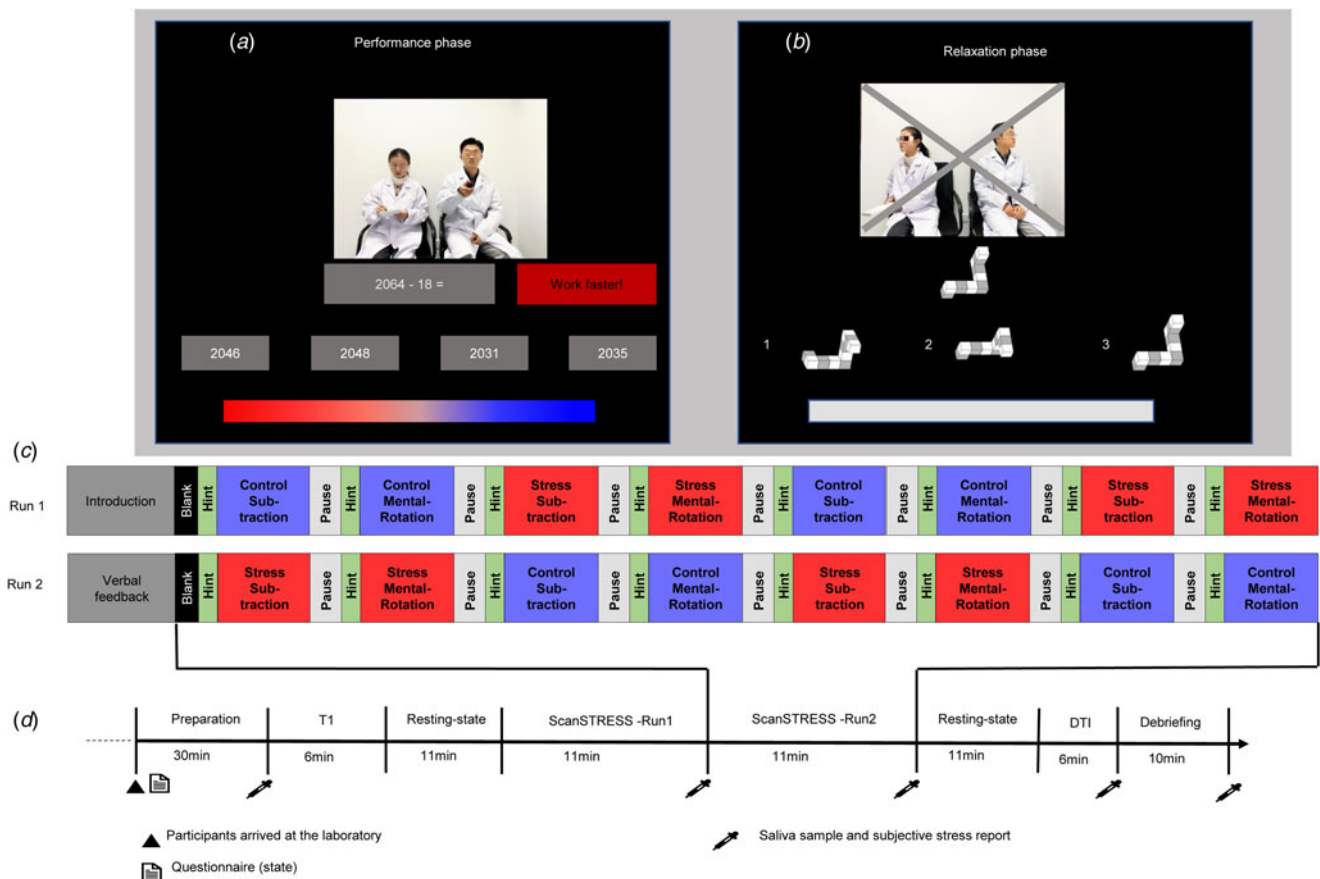 (a)
Performance phase
2064 - 18 =
Work faster!
2046
2048
2031
2035
(b)
Relaxation phase
1
2
3
(c)
Run 1
Introduction
Blank
Hint
Control
Sub-
traction
Pause
Hint
Control
Mental-
Rotation
Pause
Hint
Stress
Sub-
traction
Pause
Hint
Stress
Mental-
Rotation
Pause
Hint
Control
Sub-
traction
Pause
Hint
Control
Mental-
Rotation
Pause
Hint
Stress
Sub-
traction
Pause
Hint
Stress
Mental-
Rotation
Run 2
Verbal
feedback
Blank
Hint
Stress
Sub-
traction
Pause
Hint
Stress
Mental-
Rotation
Pause
Hint
Control
Sub-
traction
Pause
Hint
Control
Mental-
Rotation
Pause
Hint
Stress
Sub-
traction
Pause
Hint
Stress
Mental-
Rotation
Pause
Hint
Control
Sub-
traction
Pause
Hint
Control
Mental-
Rotation
(d)
Preparation
T1
Resting-state
ScanSTRESS -Run1
ScanSTRESS -Run2
Resting-state
DTI
Debriefing
30min
6min
11min
11min
11min
11min
6min
10min
Participants arrived at the laboratory
Saliva sample and subjective stress report
Questionnaire (state)